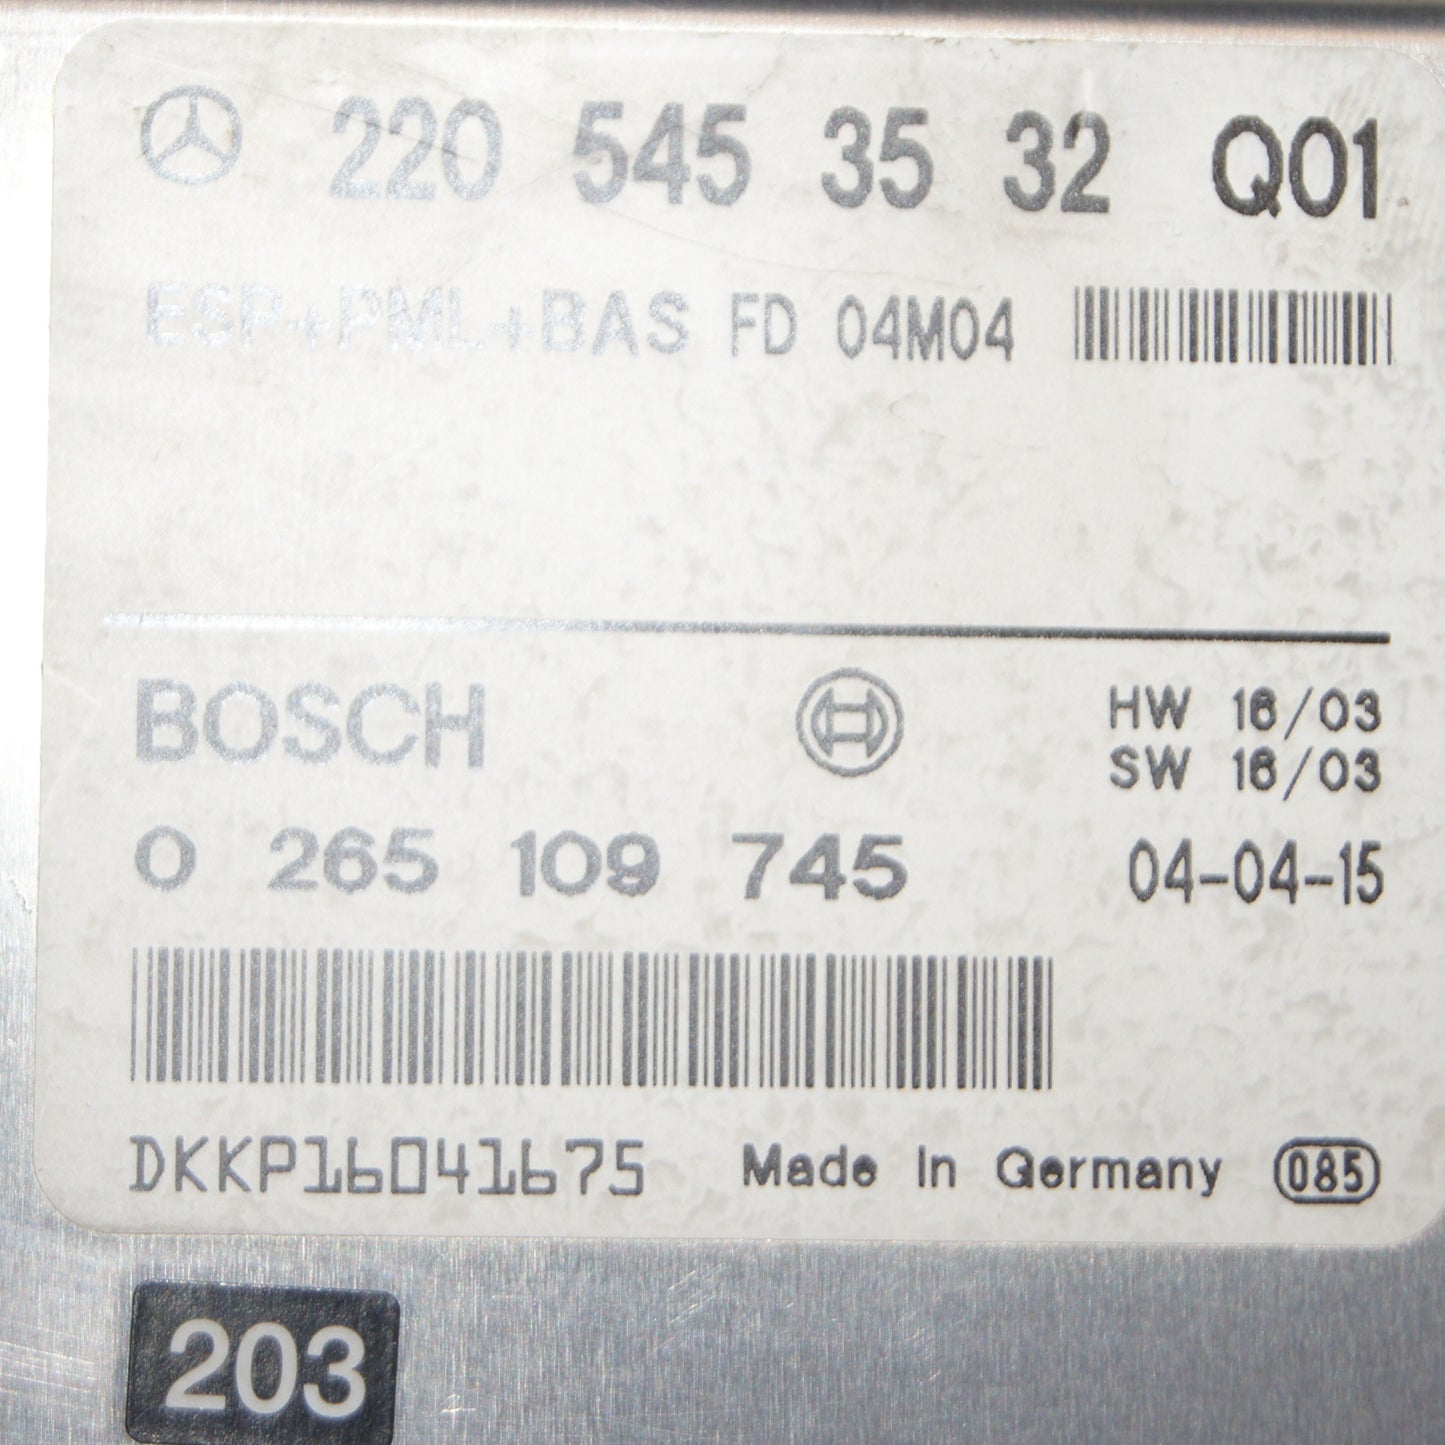 220 545 35 32 Q01
ESP+PML+BAS FD 04M04
BOSCH
HW 16/03
SW 16/03
0 265 109 745
04-04-15
DKKP16041675
Made in Germany
085
203